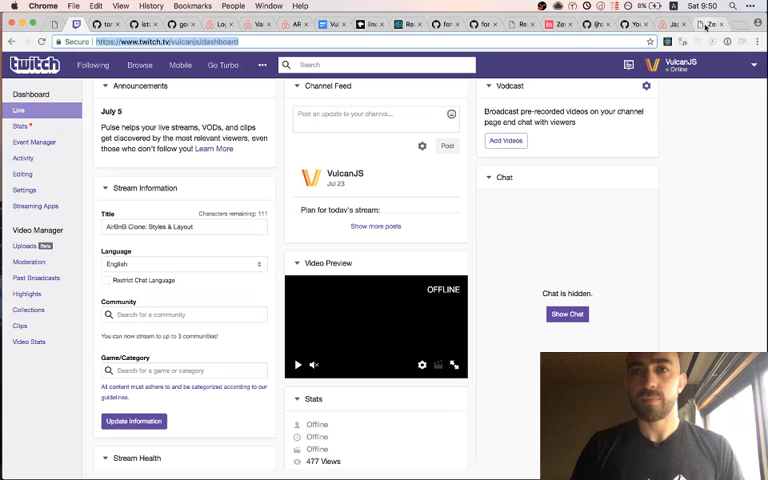 Chrome File Edit View History Bookmarks Window Help
6% Sun 9:50
Secure https://www.twitch.tv/vulcanjs/dashboard
twitch Following Browse Mobile Go Turbo ••• Search VulcanJS
Online
Dashboard
Live
Stats
Event Manager
Activity
Editing
Settings
Streaming Apps
Video Manager
Uploads Beta
Moderation
Past Broadcasts
Highlights
Collections
Clips
Video Stats
Announcements
July 5
Pulse helps your live streams, VODs, and clips
get discovered by the most relevant viewers, even
those who don't follow you! Learn More
Stream Information
Title Characters remaining: 111
AirBnB Clone: Styles & Layout
Language
English
Restrict Chat Language
Community
Search for a community
You can now stream to up to 3 communities!
Game/Category
Search for a game or category
All content must adhere to and be categorized according to our
guidelines.
Update Information
Stream Health
Channel Feed
Post an update to your channel...
Post
VulcanJS
Jul 23
Plan for today's stream:
Show more posts
Video Preview
OFFLINE
Stats
Offline
Offline
Offline
477 Views
Vodcast
Broadcast pre-recorded videos on your channel
page and chat with viewers
Add Videos
Chat
Chat is hidden.
Show Chat